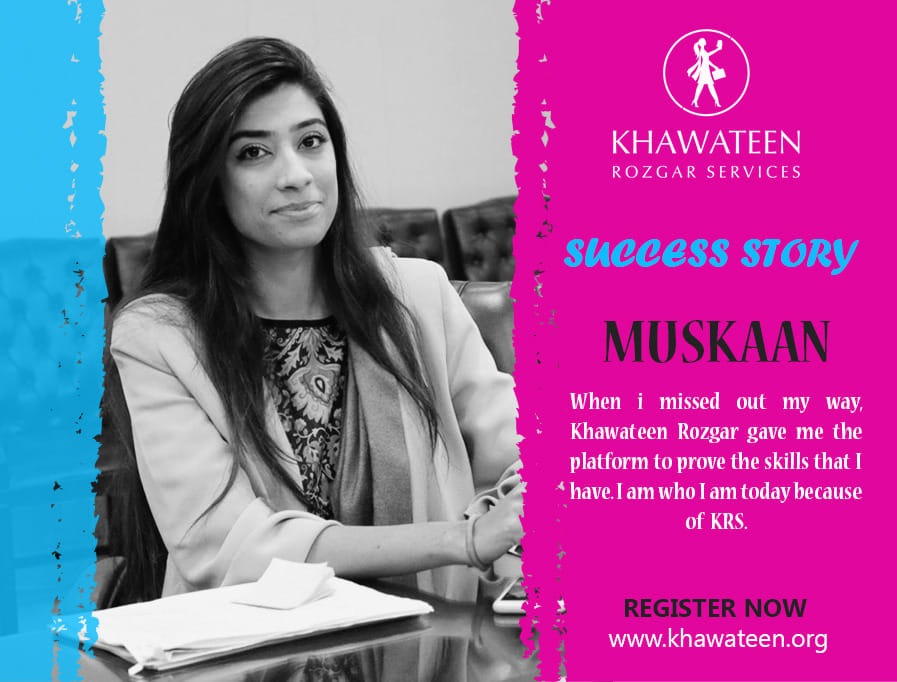 KHAWATEEN
ROZGAR SERVICES
SUCCESS STORY
MUSKAAN
When i missed out my way,
Khawateen Rozgar gave me the
platform to prove the skills that I
have. I am who I am today because
of KRS.
REGISTER NOW
www.khawateen.org